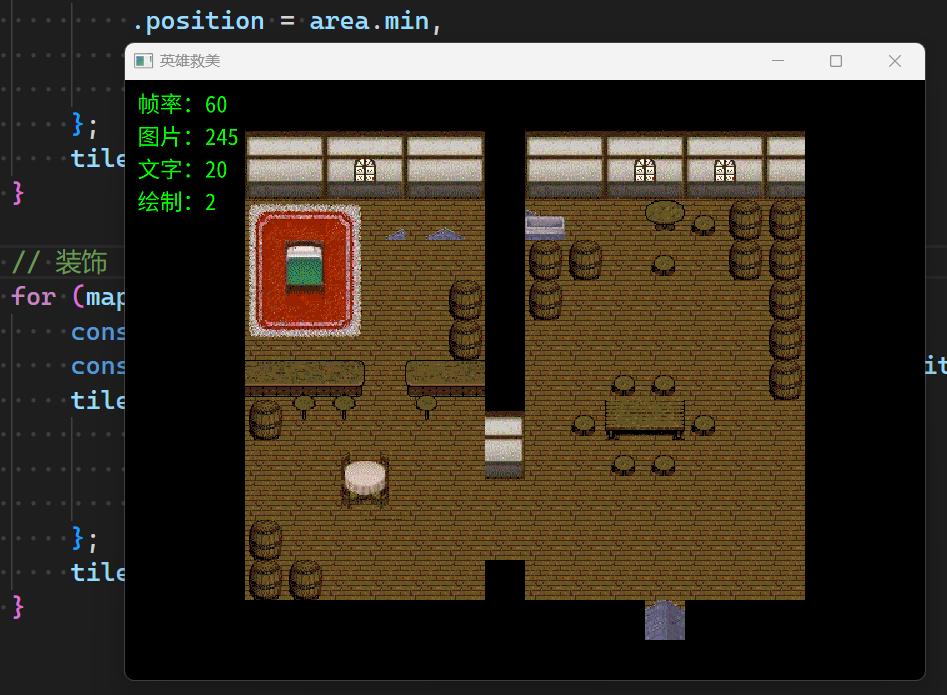 .position = area.min,
英雄救美
帧率：60
图片：245
文字：20
绘制：2
};
tile
}
// 装饰
for (map
cons
cons
it
tile
};
tile
}